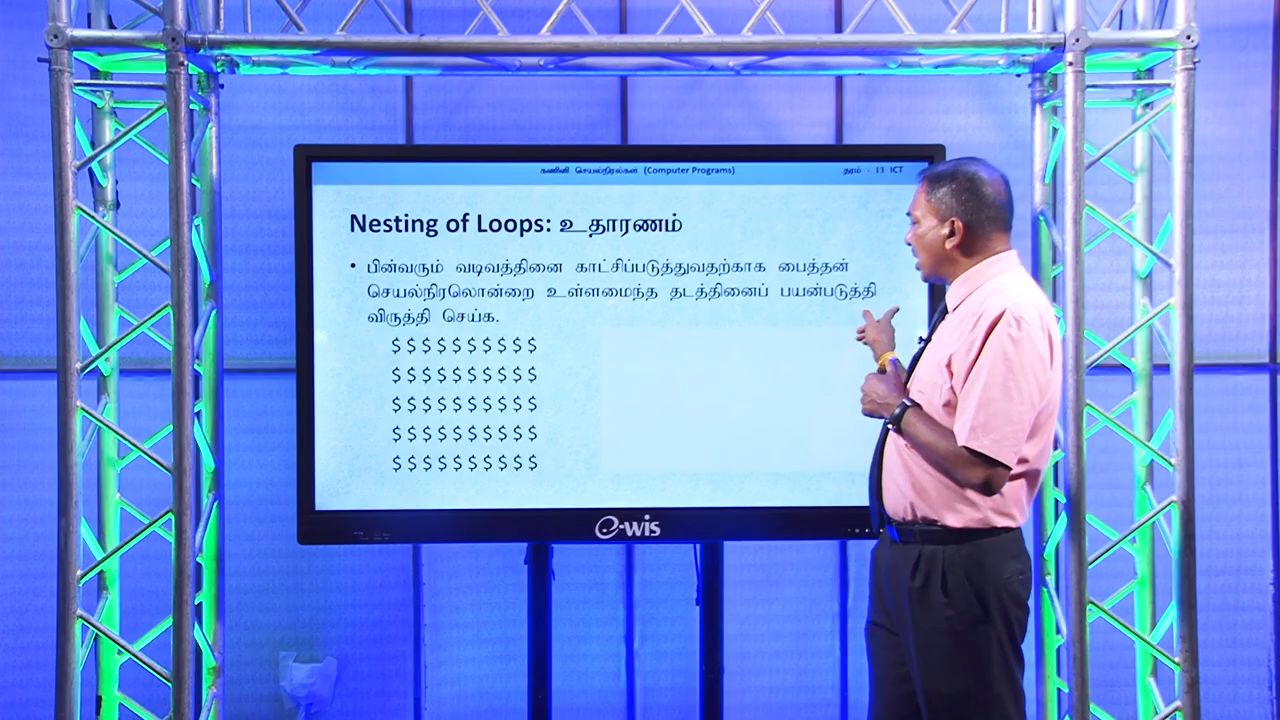 கணினி செயல்நிரல்கள் (Computer Programs) தரம் - 13 ICT
Nesting of Loops: உதாரணம்
• பின்வரும் வடிவத்தினை காட்சிப்படுத்துவதற்காக பைத்தன்
செயல்நிரலொன்றை உள்ளமைந்த தடத்தினைப் பயன்படுத்தி
விருத்தி செய்க.
$ $ $ $ $ $ $ $ $ $
$ $ $ $ $ $ $ $ $ $
$ $ $ $ $ $ $ $ $ $
$ $ $ $ $ $ $ $ $ $
$ $ $ $ $ $ $ $ $ $
e-wis